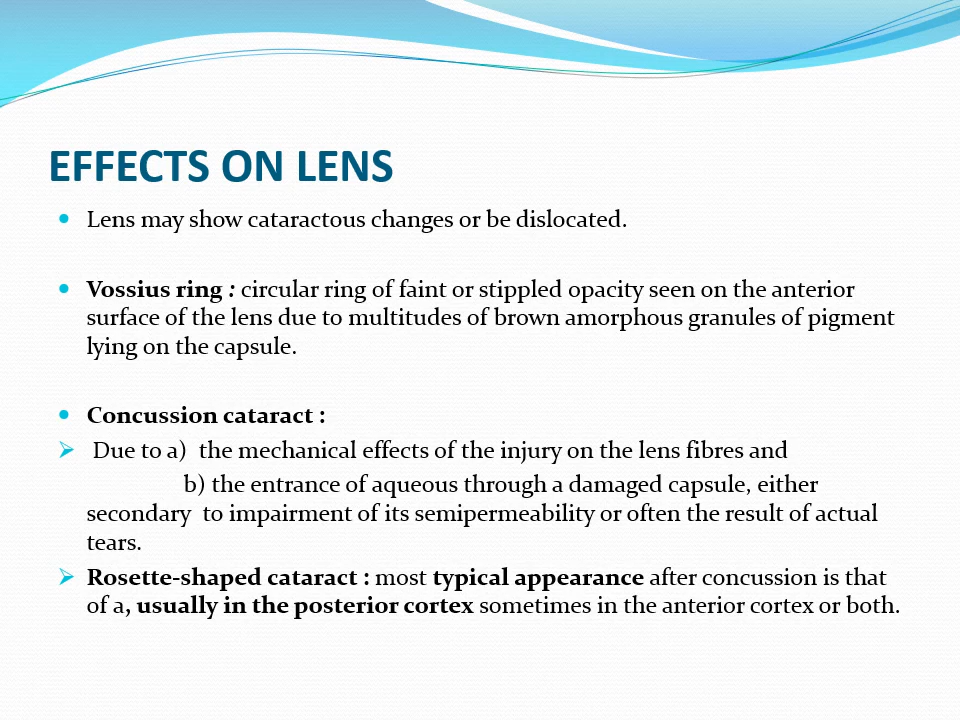 EFFECTS ON LENS
Lens may show cataractous changes or be dislocated.
Vossius ring : circular ring of faint or stippled opacity seen on the anterior
surface of the lens due to multitudes of brown amorphous granules of pigment
lying on the capsule.
Concussion cataract :
Due to a) the mechanical effects of the injury on the lens fibres and
b) the entrance of aqueous through a damaged capsule, either
secondary to impairment of its semipermeability or often the result of actual
tears.
Rosette-shaped cataract : most typical appearance after concussion is that
of a, usually in the posterior cortex sometimes in the anterior cortex or both.